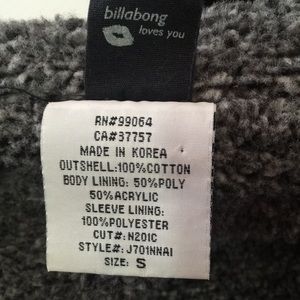 billabong
loves you
RN#99064
CA#37757
MADE IN KOREA
OUTSHELL:100%COTTON
BODY LINING: 50%POLY
50%ACRYLIC
SLEEVE LINING:
100%POLYESTER
CUT#:N201C
STYLE#:J701NNAI
SIZE: S